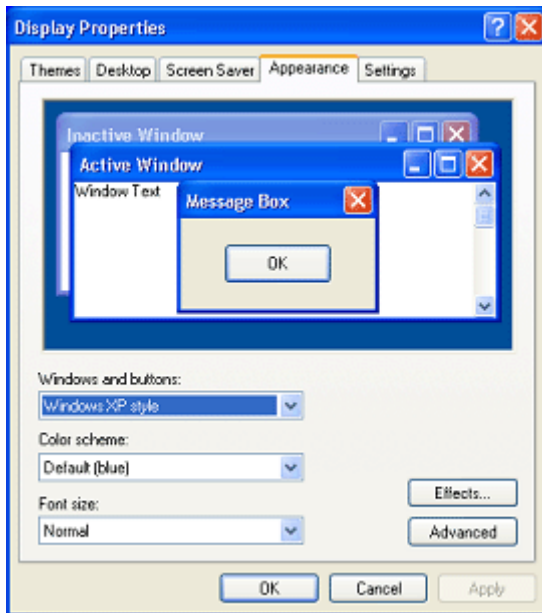 Display Properties
Themes Desktop Screen Saver Appearance Settings
Inactive Window
Active Window
Window Text
Message Box
OK
Windows and buttons:
Windows XP style
Color scheme:
Default (blue)
Effects...
Font size:
Normal
Advanced
OK Cancel Apply